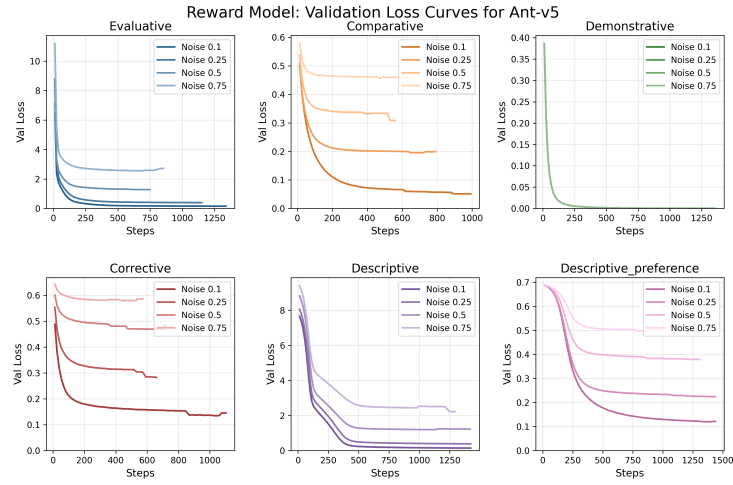 Reward Model: Validation Loss Curves for Ant-v5
Evaluative
Val Loss
10
8
6
4
2
0
0 250 500 750 1000 1250
Steps
Noise 0.1
Noise 0.25
Noise 0.5
Noise 0.75
Comparative
Val Loss
0.6
0.5
0.4
0.3
0.2
0.1
0.0
0 200 400 600 800 1000
Steps
Noise 0.1
Noise 0.25
Noise 0.5
Noise 0.75
Demonstrative
Val Loss
0.40
0.35
0.30
0.25
0.20
0.15
0.10
0.05
0.00
0 250 500 750 1000 1250
Steps
Noise 0.1
Noise 0.25
Noise 0.5
Noise 0.75
Corrective
Val Loss
0.6
0.5
0.4
0.3
0.2
0.1
0.0
0 200 400 600 800 1000
Steps
Noise 0.1
Noise 0.25
Noise 0.5
Noise 0.75
Descriptive
Val Loss
8
6
4
2
0
0 250 500 750 1000 1250
Steps
Noise 0.1
Noise 0.25
Noise 0.5
Noise 0.75
Descriptive_preference
Val Loss
0.7
0.6
0.5
0.4
0.3
0.2
0.1
0.0
0 250 500 750 1000 1250 1500
Steps
Noise 0.1
Noise 0.25
Noise 0.5
Noise 0.75